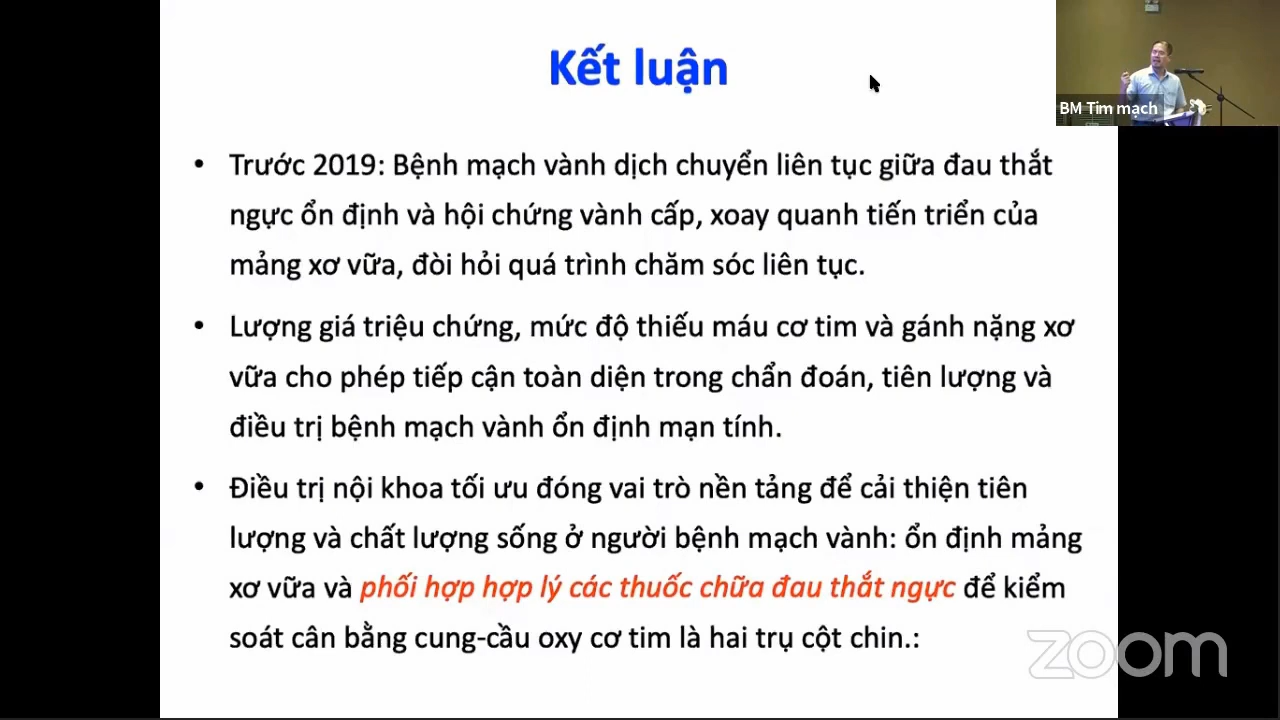 Kết luận
BM Tim mạch
• Trước 2019: Bệnh mạch vành dịch chuyển liên tục giữa đau thắt
ngực ổn định và hội chứng vành cấp, xoay quanh tiến triển của
mảng xơ vữa, đòi hỏi quá trình chăm sóc liên tục.
• Lượng giá triệu chứng, mức độ thiếu máu cơ tim và gánh nặng xơ
vữa cho phép tiếp cận toàn diện trong chẩn đoán, tiên lượng và
điều trị bệnh mạch vành ổn định mạn tính.
• Điều trị nội khoa tối ưu đóng vai trò nền tảng để cải thiện tiên
lượng và chất lượng sống ở người bệnh mạch vành: ổn định mảng
xơ vữa và phối hợp hợp lý các thuốc chữa đau thắt ngực để kiểm
soát cân bằng cung-cầu oxy cơ tim là hai trụ cột chin.:
zoom